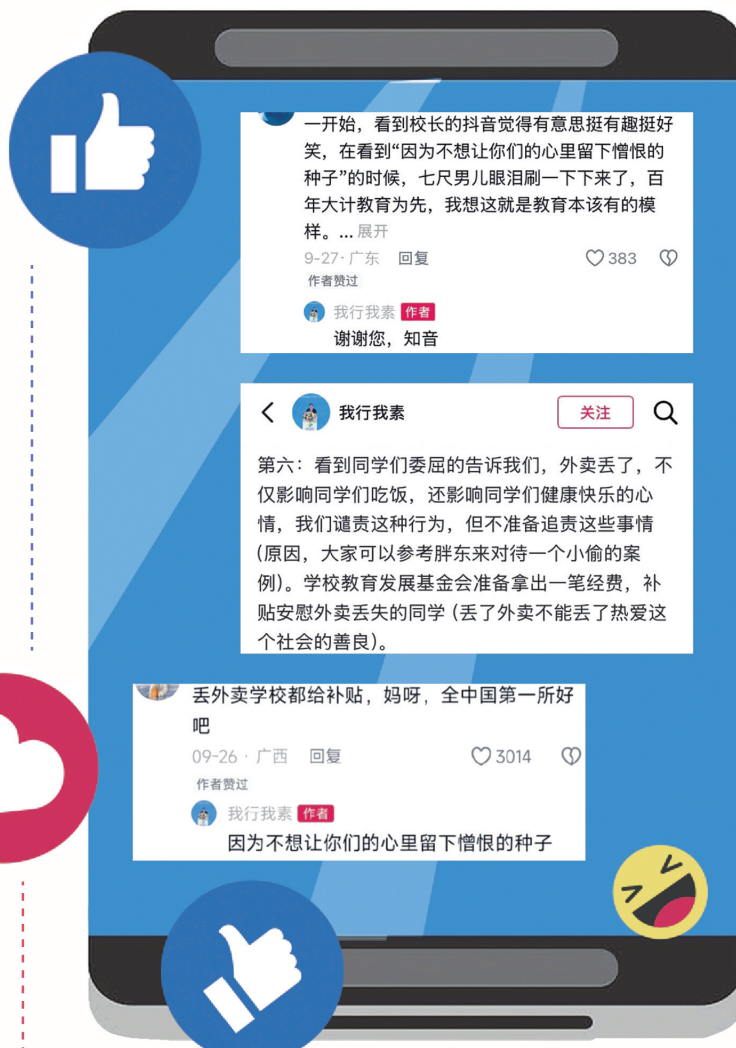 一开始，看到校长的抖音觉得有意思挺有趣挺好
笑，在看到“因为不想让你们的心里留下憎恨的
种子”的时候，七尺男儿眼泪刷一下下来了，百
年大计教育为先，我想这就是教育本该有的模
样。... 展开
9-27·广东 回复 383
作者赞过
我行我素 作者
谢谢您，知音
我行我素 关注
第六：看到同学们委屈的告诉我们，外卖丢了，不
仅影响同学们吃饭，还影响同学们健康快乐的心
情，我们谴责这种行为，但不准备追责这些事情
(原因，大家可以参考胖东来对待一个小偷的案
例)。学校教育发展基金会准备拿出一笔经费，补
贴安慰外卖丢失的同学 (丢了外卖不能丢了热爱这
个社会的善良)。
丢外卖学校都给补贴，妈呀，全中国第一所好
吧
09-26 · 广西 回复 3014
作者赞过
我行我素 作者
因为不想让你们的心里留下憎恨的种子